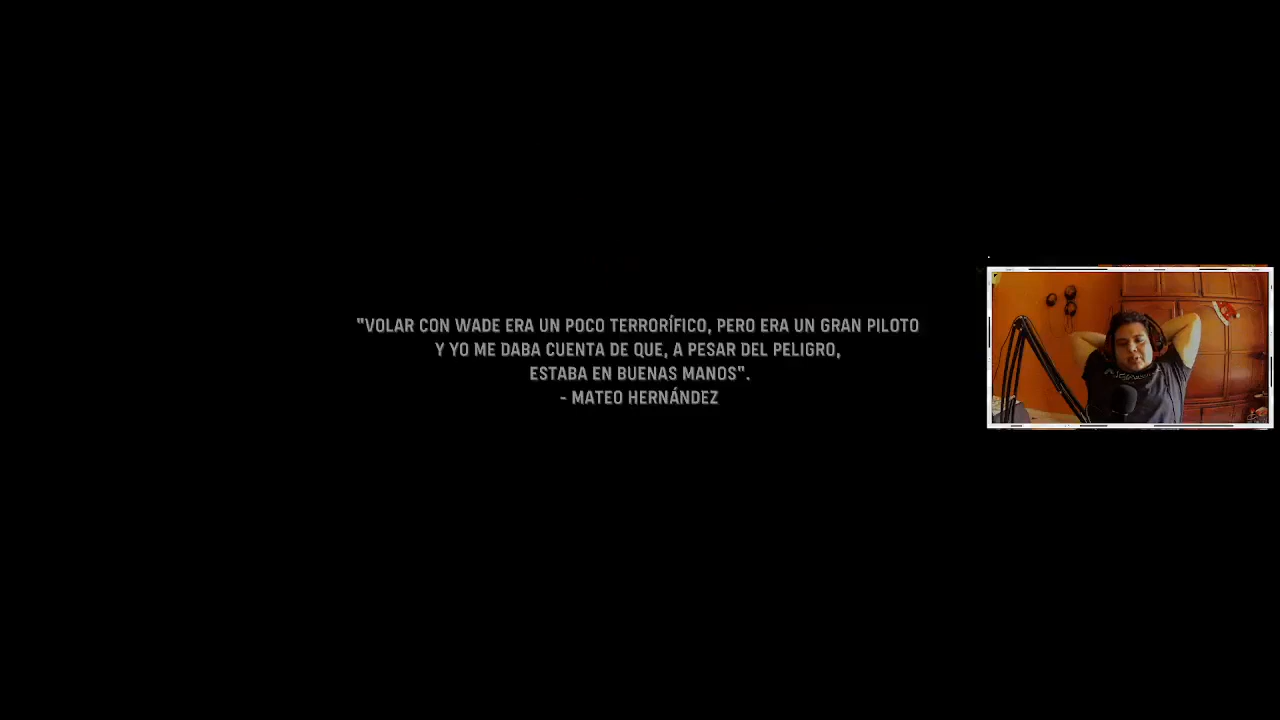 "VOLAR CON WADE ERA UN POCO TERRORÍFICO, PERO ERA UN GRAN PILOTO
Y YO ME DABA CUENTA DE QUE, A PESAR DEL PELIGRO,
ESTABA EN BUENAS MANOS".
- MATEO HERNÁNDEZ